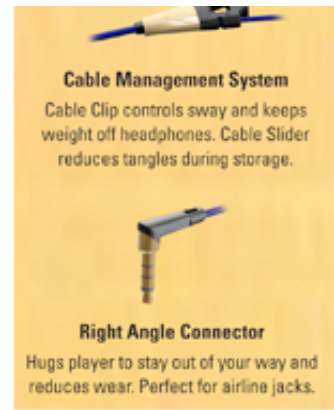 Cable Management System
Cable Clip controls sway and keeps
weight off headphones. Cable Slider
reduces tangles during storage.
Right Angle Connector
Hugs player to stay out of your way and
reduces wear. Perfect for airline jacks.